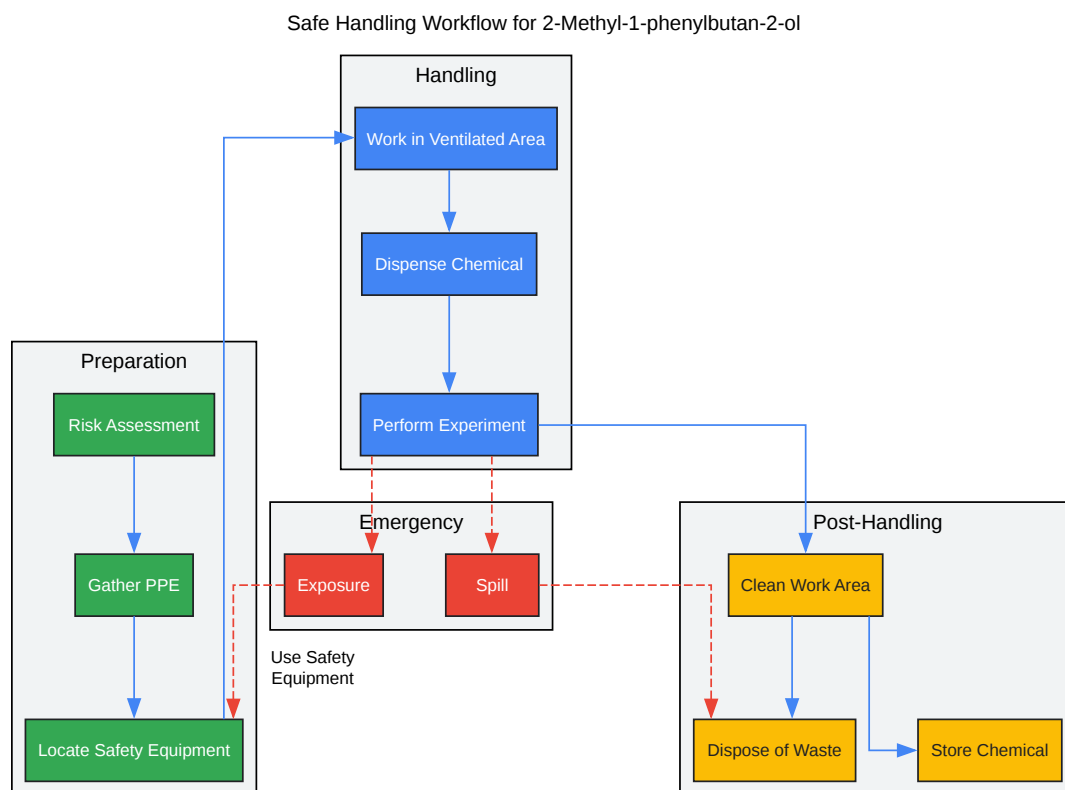 Safe Handling Workflow for 2-Methyl-1-phenylbutan-2-ol
Handling
Work in Ventilated Area
Dispense Chemical
Perform Experiment
Preparation
Risk Assessment
Gather PPE
Locate Safety Equipment
Emergency
Exposure
Spill
Use Safety
Equipment
Post-Handling
Clean Work Area
Dispose of Waste
Store Chemical